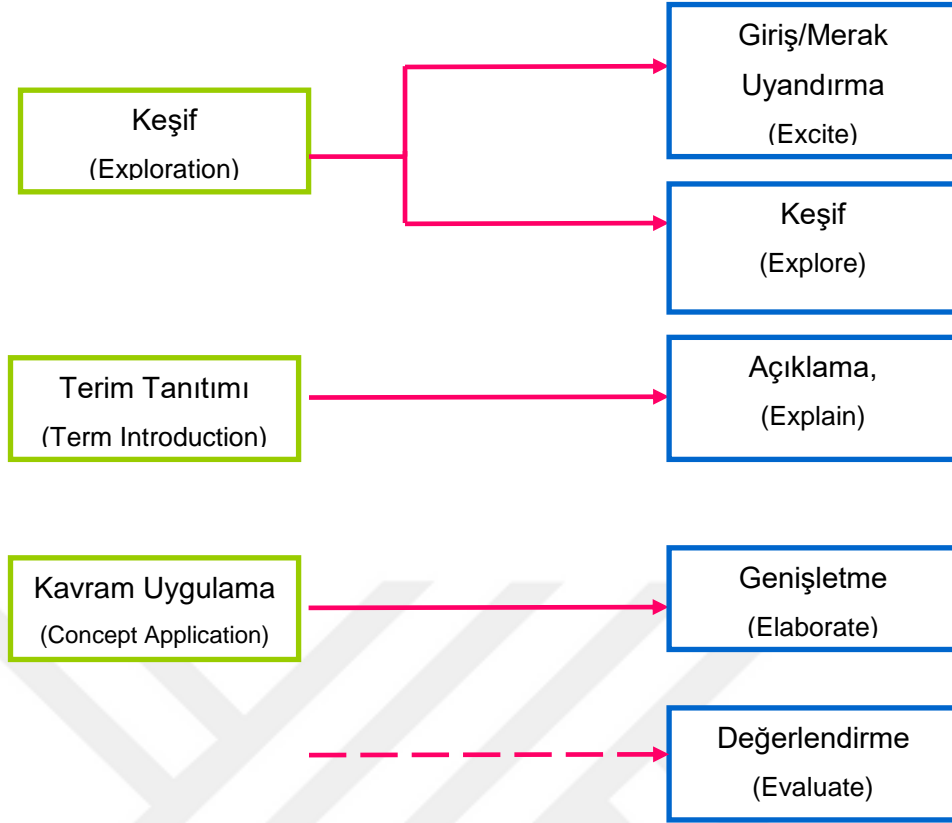 Keşif
(Exploration)
Giriş/Merak
Uyandırma
(Excite)
Keşif
(Explore)
Terim Tanıtımı
(Term Introduction)
Açıklama,
(Explain)
Kavram Uygulama
(Concept Application)
Genişletme
(Elaborate)
Değerlendirme
(Evaluate)